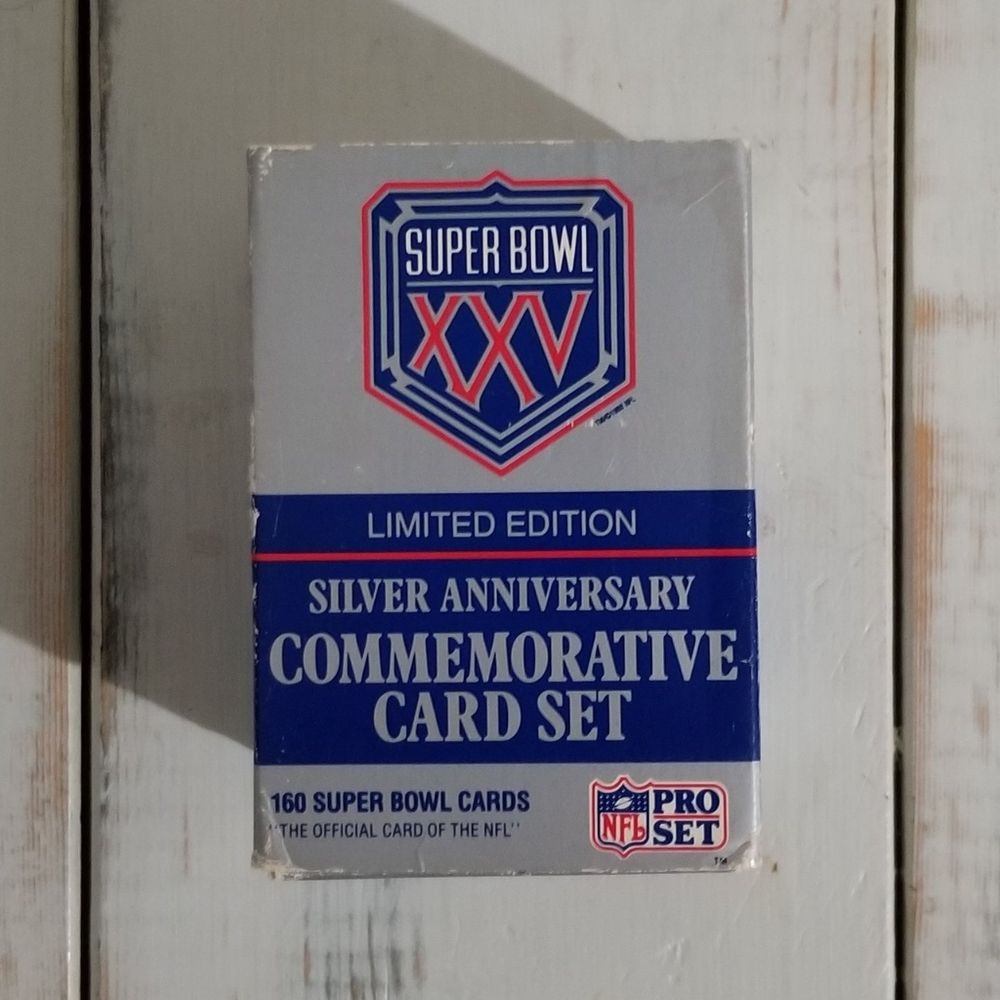 SUPER BOWL
XXV
LIMITED EDITION
SILVER ANNIVERSARY
COMMEMORATIVE
CARD SET
160 SUPER BOWL CARDS
"THE OFFICIAL CARD OF THE NFL"
NFL
PRO
SET
TM